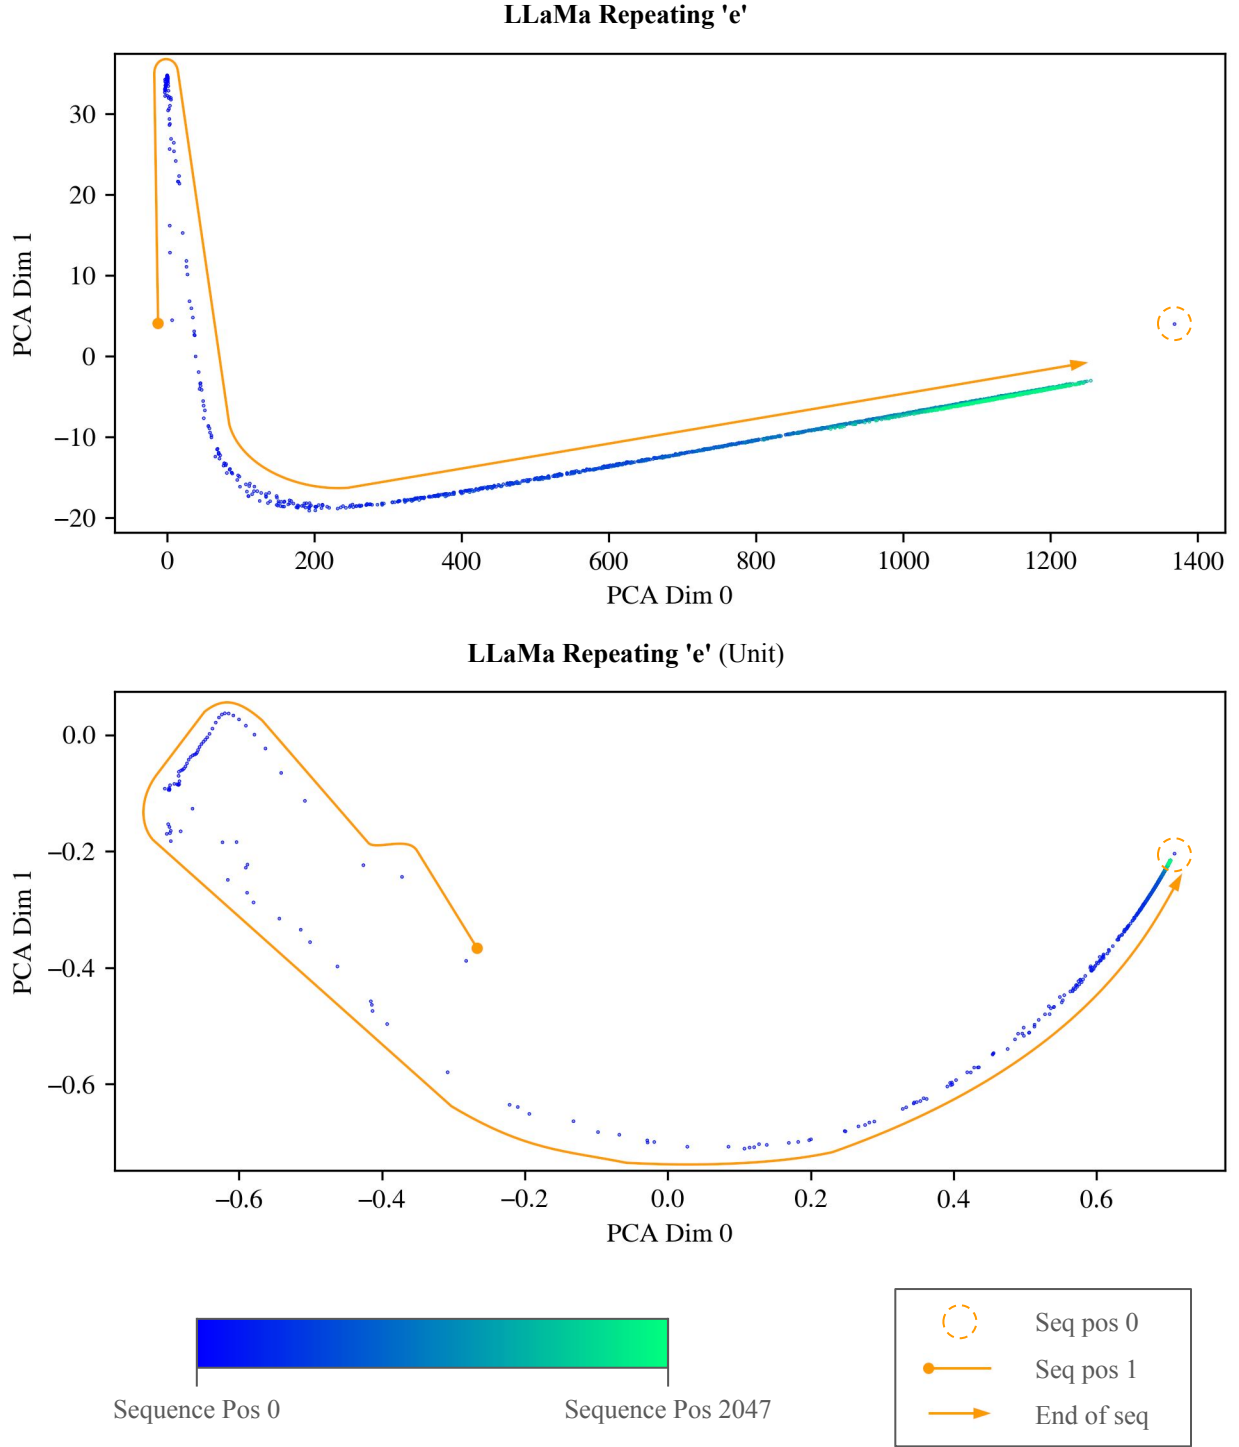 LLaMa Repeating 'e'
30
20
10
0
−10
−20
PCA Dim 1
0 200 400 600 800 1000 1200 1400
PCA Dim 0
LLaMa Repeating 'e' (Unit)
0.0
−0.2
−0.4
−0.6
PCA Dim 1
−0.6 −0.4 −0.2 0.0 0.2 0.4 0.6
PCA Dim 0
Sequence Pos 0 Sequence Pos 2047
Seq pos 0
Seq pos 1
End of seq